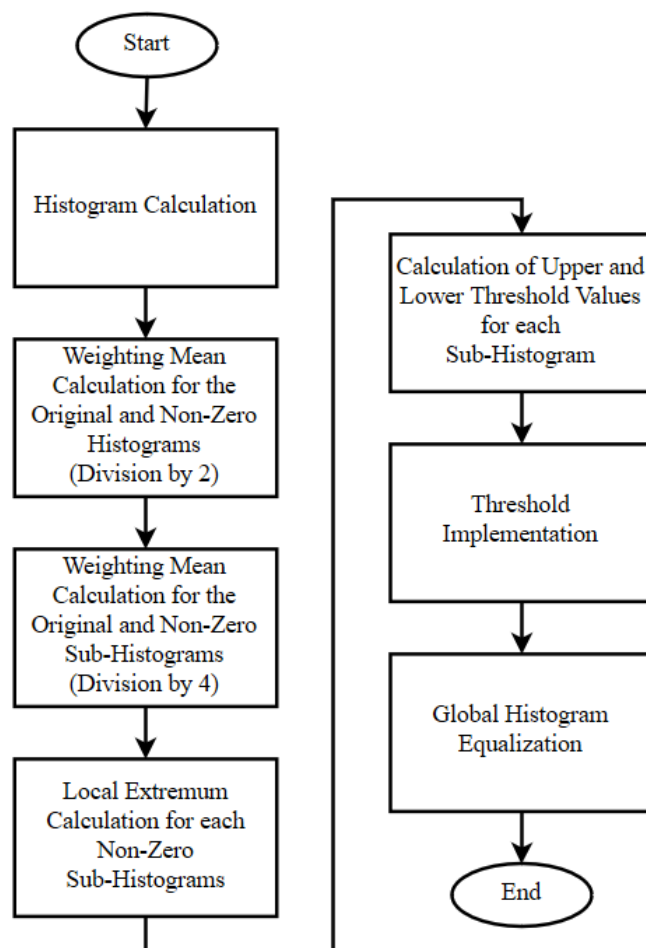 Start
Histogram Calculation
Weighting Mean
Calculation for the
Original and Non-Zero
Histograms
(Division by 2)
Weighting Mean
Calculation for the
Original and Non-Zero
Sub-Histograms
(Division by 4)
Local Extremum
Calculation for each
Non-Zero
Sub-Histograms
Calculation of Upper and
Lower Threshold Values
for each
Sub-Histogram
Threshold
Implementation
Global Histogram
Equalization
End